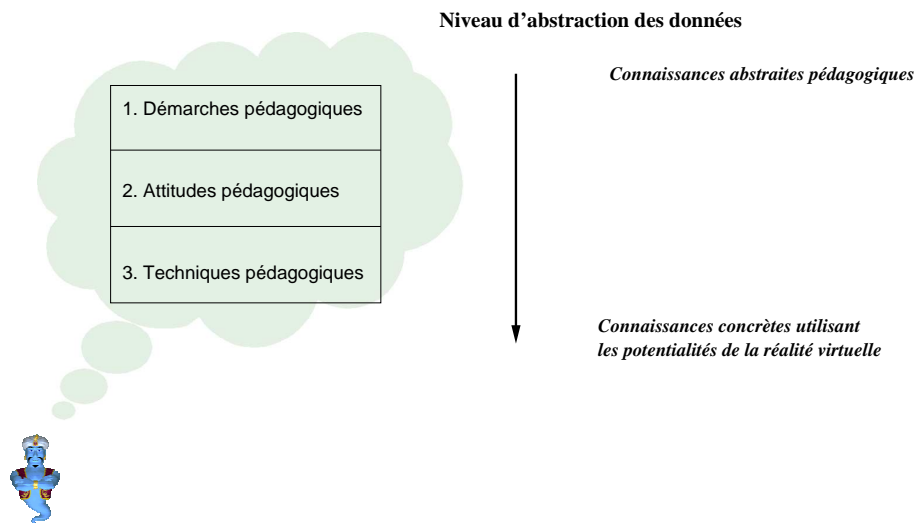 Niveau d’abstraction des données
Connaissances abstraites pédagogiques
1. Démarches pédagogiques
2. Attitudes pédagogiques
3. Techniques pédagogiques
Connaissances concrètes utilisant
les potentialités de la réalité virtuelle